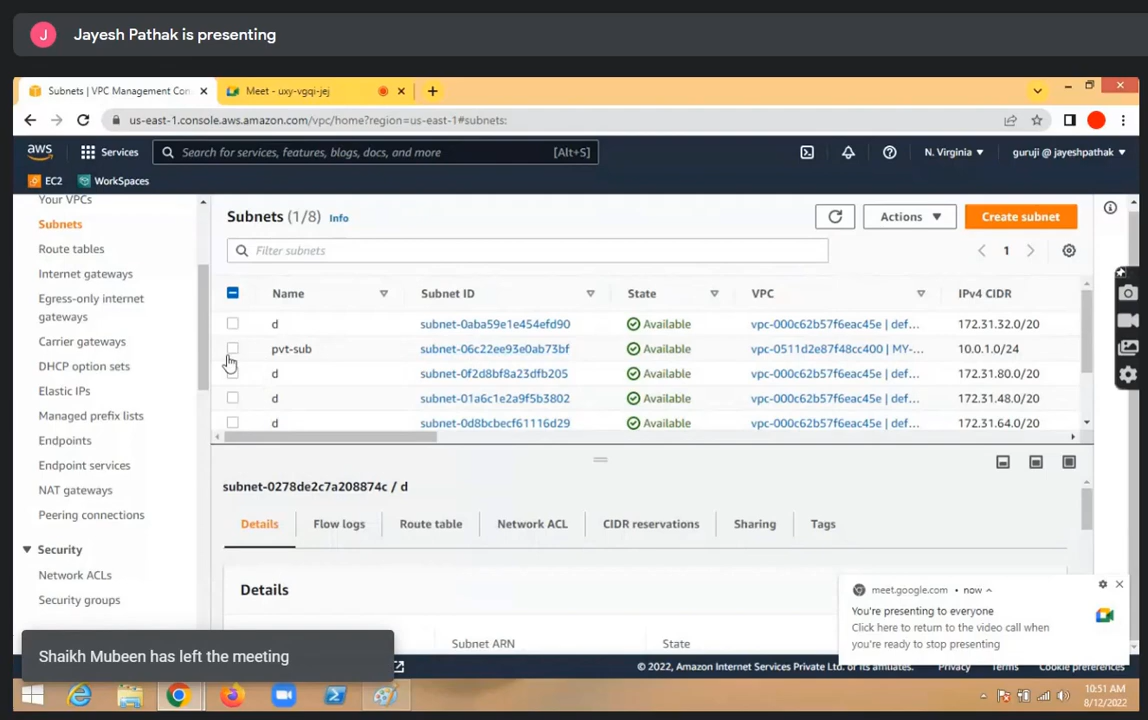 J
Jayesh Pathak is presenting
Subnets | VPC Management Con
Meet - uxy-vgqi-jej
us-east-1.console.aws.amazon.com/vpc/home?region=us-east-1#subnets:
aws
Services
Search for services, features, blogs, docs, and more
[Alt+S]
N. Virginia
guruji @ jayeshpathak
EC2
WorkSpaces
Your VPCs
Subnets
Route tables
Internet gateways
Egress-only internet
gateways
Carrier gateways
DHCP option sets
Elastic IPs
Managed prefix lists
Endpoints
Endpoint services
NAT gateways
Peering connections
Security
Network ACLs
Security groups
Subnets (1/8) Info
Actions
Create subnet
Filter subnets
1
Name Subnet ID State VPC IPv4 CIDR
d subnet-0aba59e1e454efd90 Available vpc-000c62b57f6eac45e | def... 172.31.32.0/20
pvt-sub subnet-06c22ee93e0ab73bf Available vpc-0511d2e87f48cc400 | MY-... 10.0.1.0/24
d subnet-0f2d8bf8a23dfb205 Available vpc-000c62b57f6eac45e | def... 172.31.80.0/20
d subnet-01a6c1e2a9f5b3802 Available vpc-000c62b57f6eac45e | def... 172.31.48.0/20
d subnet-0d8bcbecf61116d29 Available vpc-000c62b57f6eac45e | def... 172.31.64.0/20
subnet-0278de2c7a208874c / d
Details Flow logs Route table Network ACL CIDR reservations Sharing Tags
Details
Subnet ARN State
meet.google.com • now
You're presenting to everyone
Click here to return to the video call when
you're ready to stop presenting
Shaikh Mubeen has left the meeting
© 2022, Amazon Internet Services Private Ltd. or its affiliates. Privacy Terms Cookie preferences
10:51 AM
8/12/2022